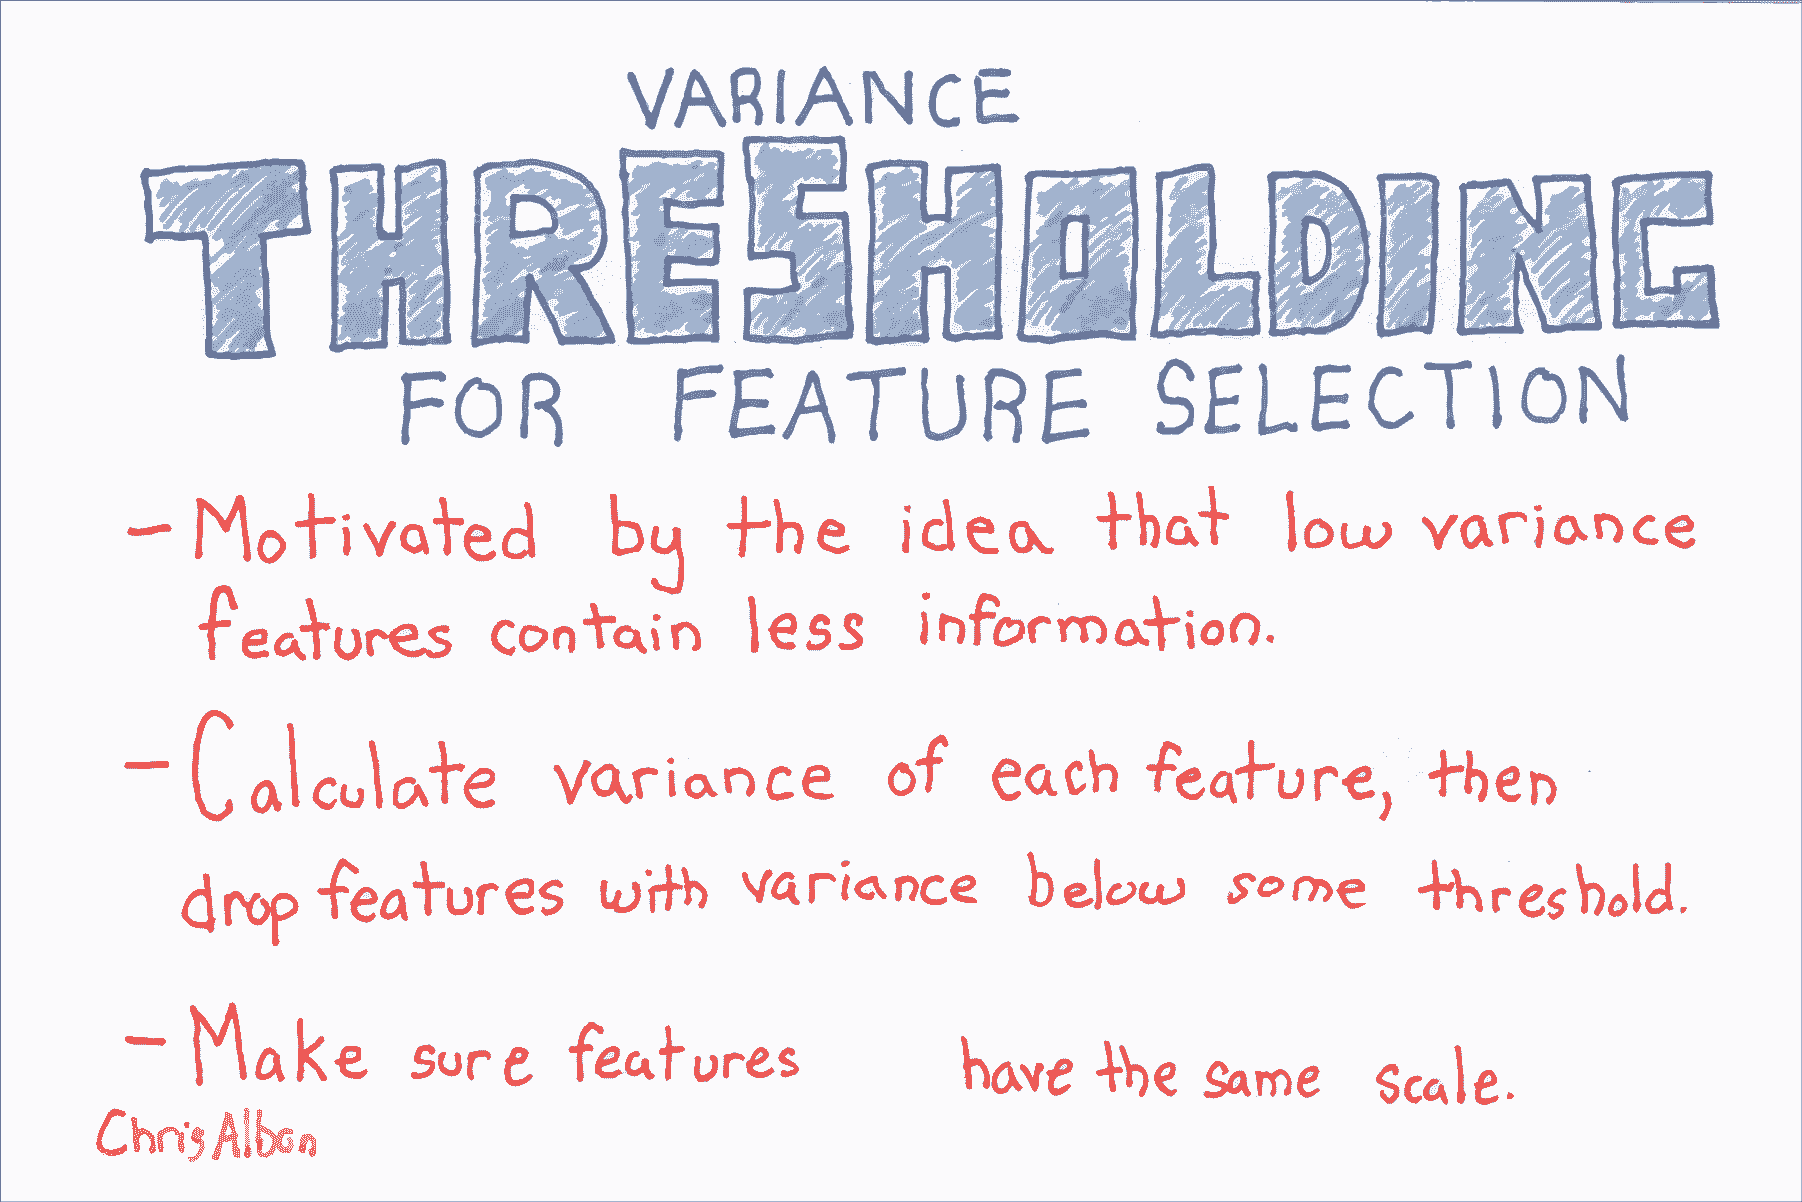 VARIANCE
THRESHOLDING
FOR FEATURE SELECTION
- Motivated by the idea that low variance
features contain less information.
- Calculate variance of each feature, then
drop features with variance below some threshold.
- Make sure features have the same scale.
Chris Albon